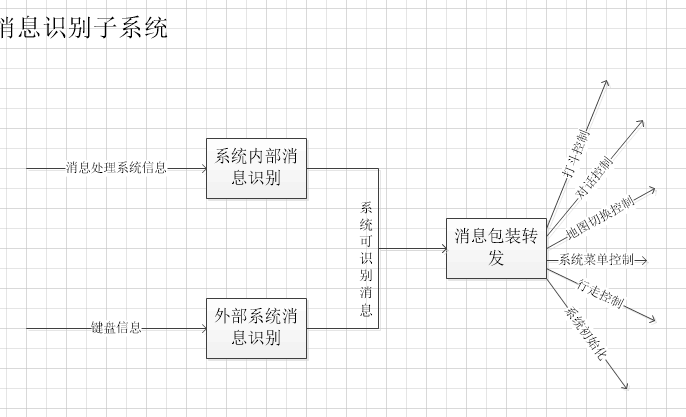 消息识别子系统
消息处理系统信息
系统内部消
息识别
键盘信息
外部系统消
息识别
系统可识别消息
消息包装转
发
打斗控制
对话控制
地图切换控制
系统菜单控制
行走控制
系统初始化